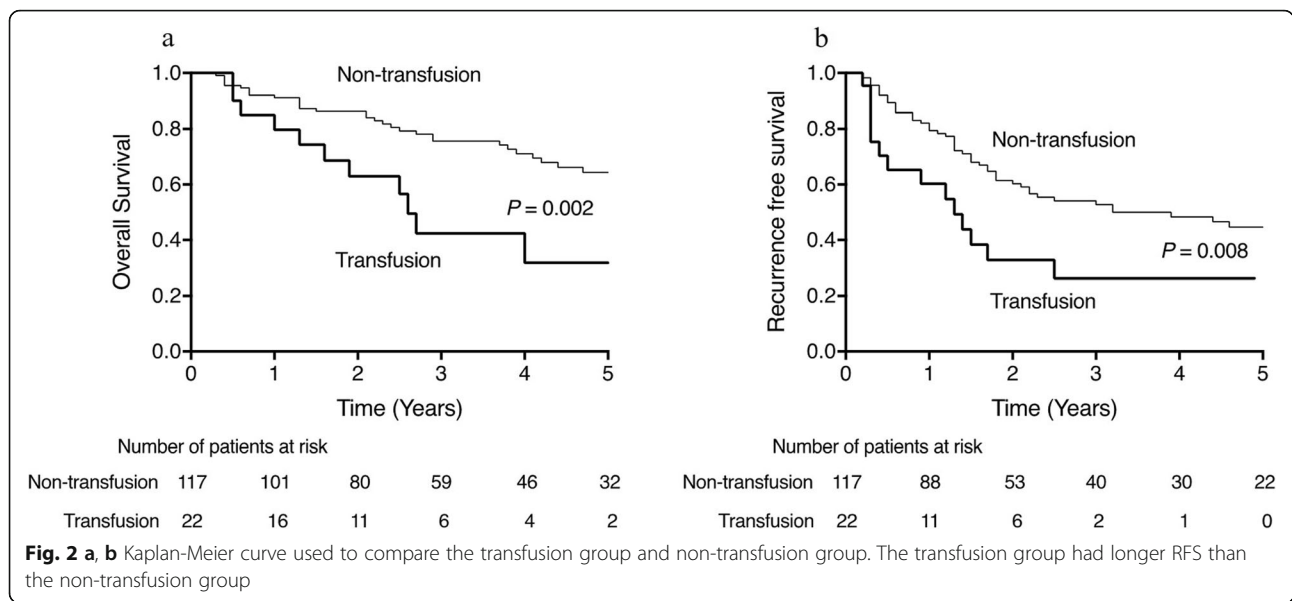 a
1.0
0.8
0.6
0.4
0.2
0.0
Overall Survival
Non-transfusion
P = 0.002
Transfusion
0 1 2 3 4 5
Time (Years)
Number of patients at risk
Non-transfusion 117 101 80 59 46 32
Transfusion 22 16 11 6 4 2
b
1.0
0.8
0.6
0.4
0.2
0.0
Recurrence free survival
Non-transfusion
P = 0.008
Transfusion
0 1 2 3 4 5
Time (Years)
Number of patients at risk
Non-transfusion 117 88 53 40 30 22
Transfusion 22 11 6 2 1 0
Fig. 2 a, b Kaplan-Meier curve used to compare the transfusion group and non-transfusion group. The transfusion group had longer RFS than
the non-transfusion group